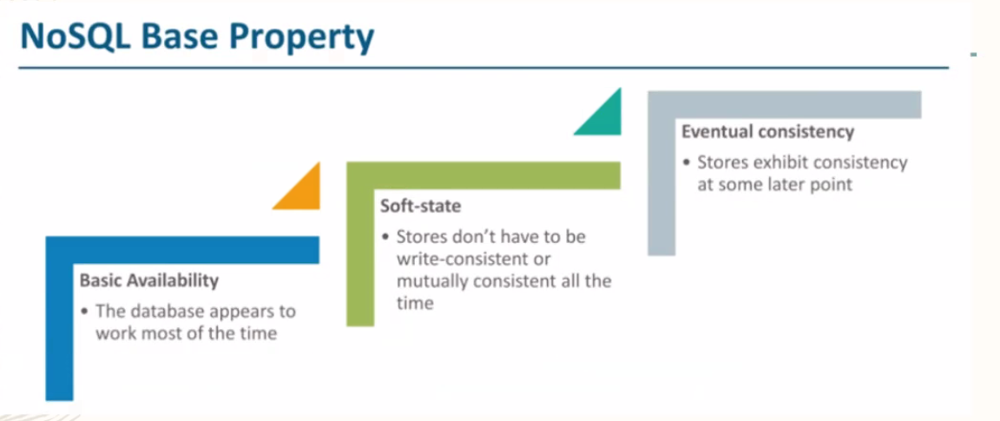 NoSQL Base Property
Basic Availability
• The database appears to
work most of the time
Soft-state
• Stores don’t have to be
write-consistent or
mutually consistent all the
time
Eventual consistency
• Stores exhibit consistency
at some later point